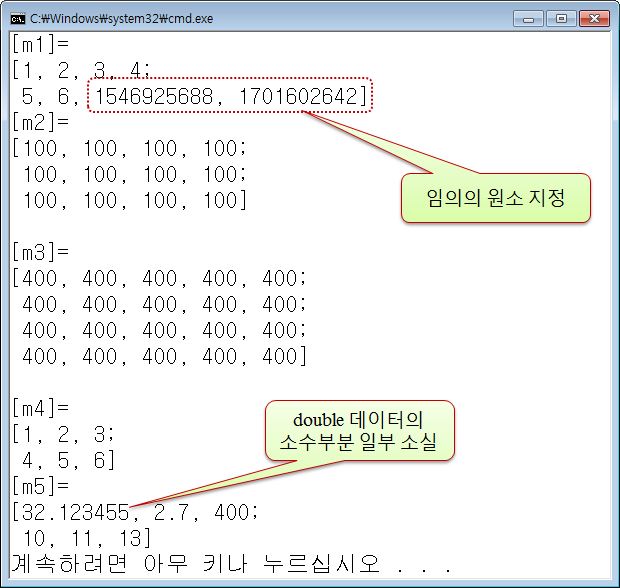 C:\Windows\system32\cmd.exe
[m1]=
[1, 2, 3, 4;
5, 6, 1546925688, 1701602642]
[m2]=
[100, 100, 100, 100;
100, 100, 100, 100;
100, 100, 100, 100]
임의의 원소 지정
[m3]=
[400, 400, 400, 400, 400;
400, 400, 400, 400, 400;
400, 400, 400, 400, 400;
400, 400, 400, 400, 400]
[m4]=
[1, 2, 3;
4, 5, 6]
double 데이터의
소수부분 일부 소실
[m5]=
[32.123455, 2.7, 400;
10, 11, 13]
계속하려면 아무 키나 누르십시오 . . .